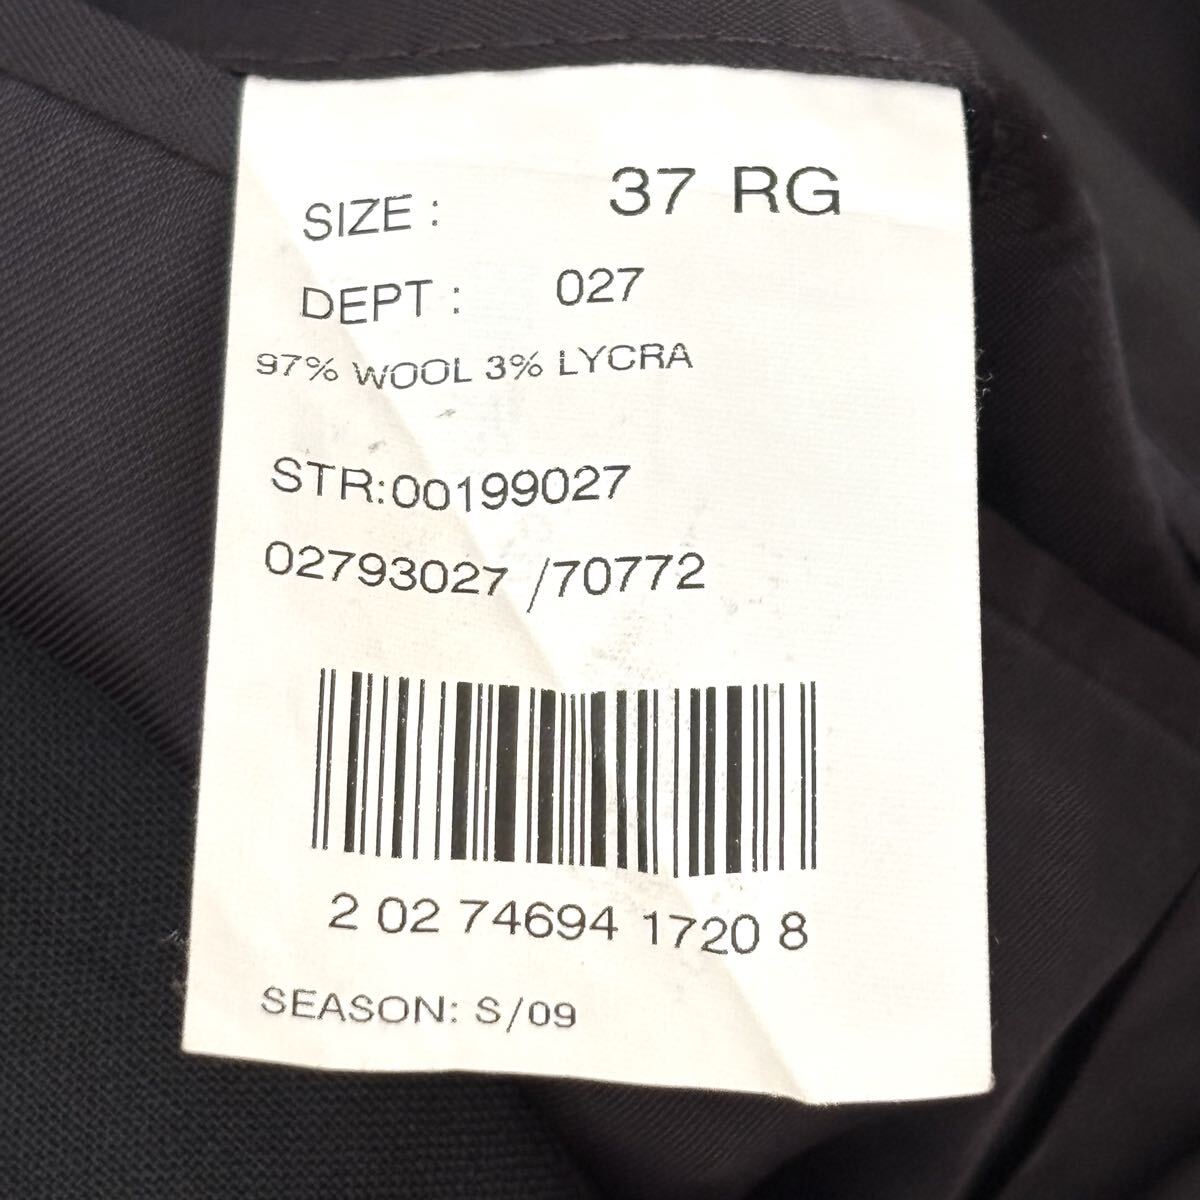 SIZE : 37 RG
DEPT : 027
97% WOOL 3% LYCRA
STR:00199027
02793027 /70772
2 02 74694 1720 8
SEASON: S/09